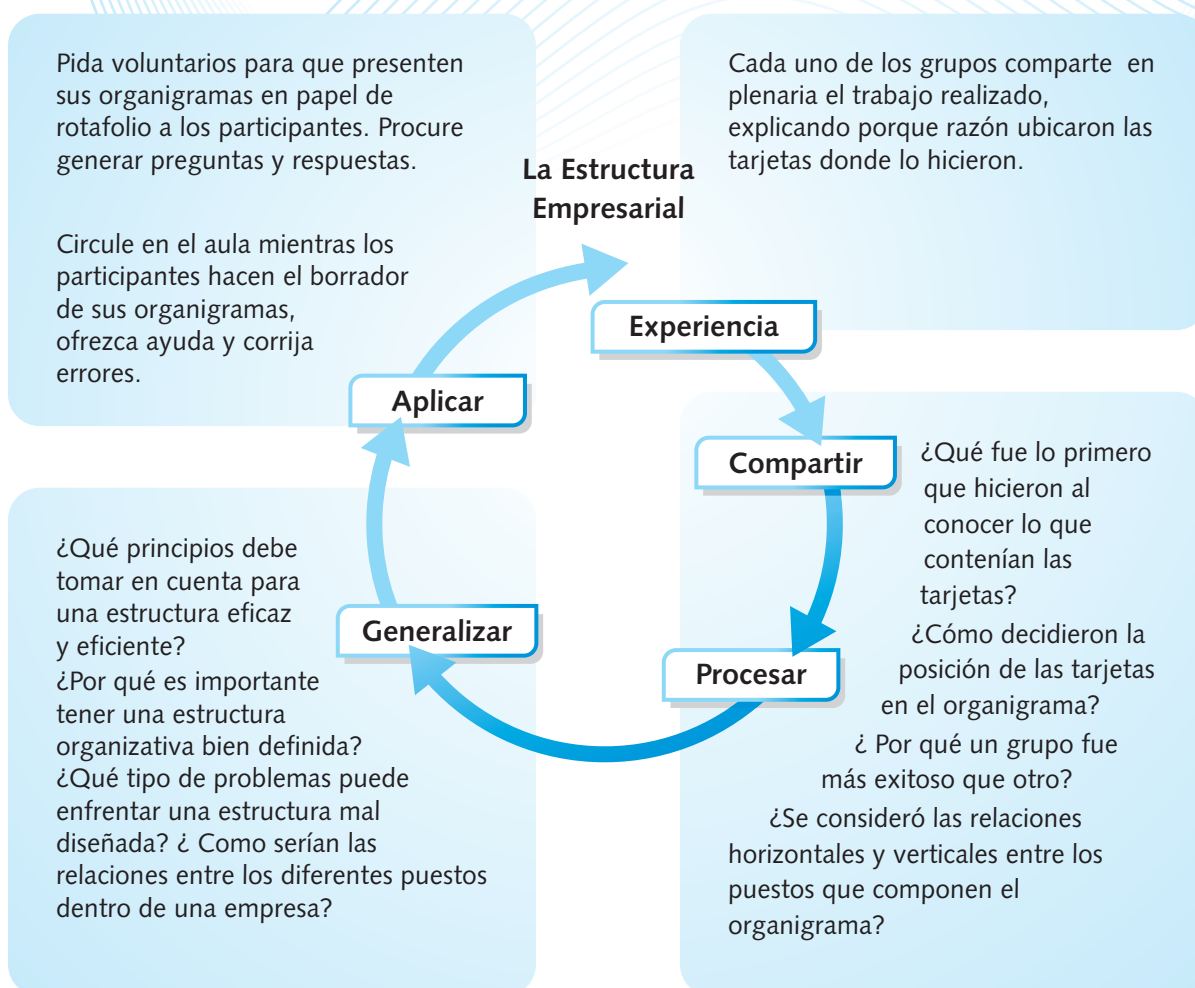 Pida voluntarios para que presenten
sus organigramas en papel de
rotafolio a los participantes. Procure
generar preguntas y respuestas.
Circule en el aula mientras los
participantes hacen el borrador
de sus organigramas,
ofrezca ayuda y corrija
errores.
Cada uno de los grupos comparte en
plenaria el trabajo realizado,
explicando porque razón ubicaron las
tarjetas donde lo hicieron.
La Estructura
Empresarial
Experiencia
Aplicar
Compartir
Generalizar
Procesar
¿Qué fue lo primero
que hicieron al
conocer lo que
contenían las
tarjetas?
¿Cómo decidieron la
posición de las tarjetas
en el organigrama?
¿ Por qué un grupo fue
más exitoso que otro?
¿Se consideró las relaciones
horizontales y verticales entre los
puestos que componen el
organigrama?
¿Qué principios debe
tomar en cuenta para
una estructura eficaz
y eficiente?
¿Por qué es importante
tener una estructura
organizativa bien definida?
¿Qué tipo de problemas puede
enfrentar una estructura mal
diseñada? ¿ Como serían las
relaciones entre los diferentes puestos
dentro de una empresa?